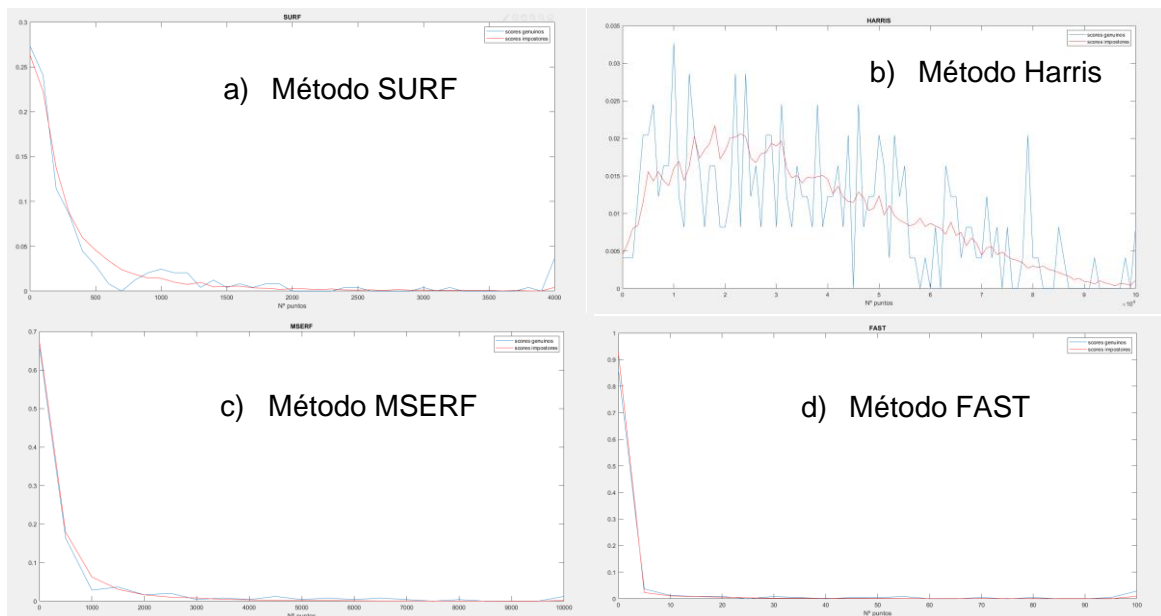 SURF
0.3
0.25
0.2
0.15
0.1
0.05
0
0 500 1000 1500 2000 2500 3000 3500 4000
Nº puntos
scores genuinos
scores impostores
a) Método SURF
HARRIS
0.035
0.03
0.025
0.02
0.015
0.01
0.005
0
0 1 2 3 4 5 6 7 8 9 10
Nº puntos
scores genuinos
scores impostores
b) Método Harris
MSERF
0.7
0.6
0.5
0.4
0.3
0.2
0.1
0
0 1000 2000 3000 4000 5000 6000 7000 8000 9000 10000
Nº puntos
scores genuinos
scores impostores
c) Método MSERF
FAST
1
0.9
0.8
0.7
0.6
0.5
0.4
0.3
0.2
0.1
0
0 10 20 30 40 50 60 70 80 90 100
Nº puntos
scores genuinos
scores impostores
d) Método FAST